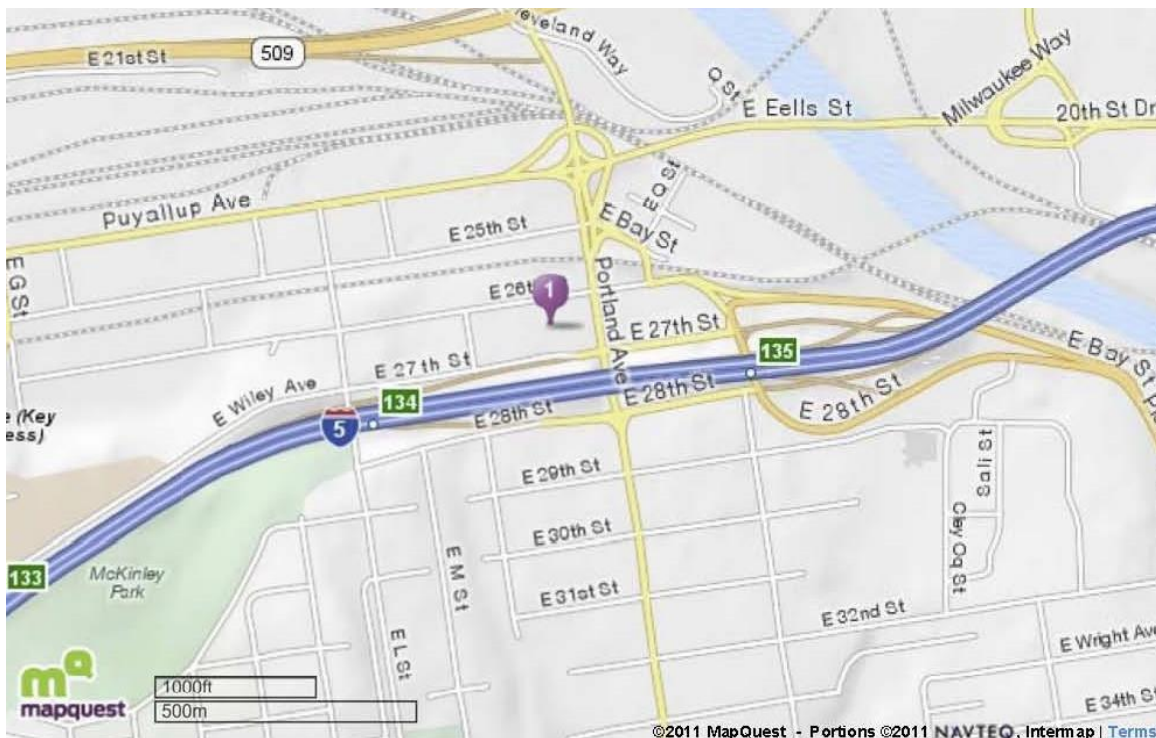 Cleveland Way
E 21st St
509
Q St
E Eells St
Milwaukee Way
20th St Dr
Puyallup Ave
E Q St
E Bay St
E 25th St
E G St
Portland Ave
E 26th
1
E 27th St
E 27th St
135
E Bay St
E Wiley Ave
134
E 28th St
E 28th St
E 28th St
(Key
5
E 29th St
Sali St
E 30th St
Clay Oq St
E M St
133
McKinley
Park
E 31st St
E 32nd St
E L St
E Wright Ave
mapquest
1000ft
500m
E 34th St
©2011 MapQuest - Portions ©2011 NAVTEQ, Intermap | Terms